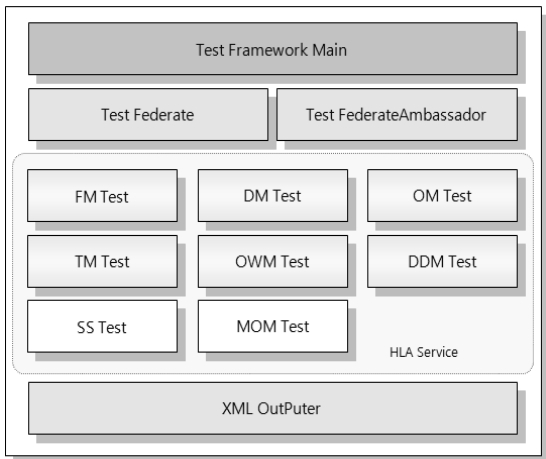 Test Framework Main
Test Federate
Test FederateAmbassador
FM Test
DM Test
OM Test
TM Test
OWM Test
DDM Test
SS Test
MOM Test
HLA Service
XML OutPuter